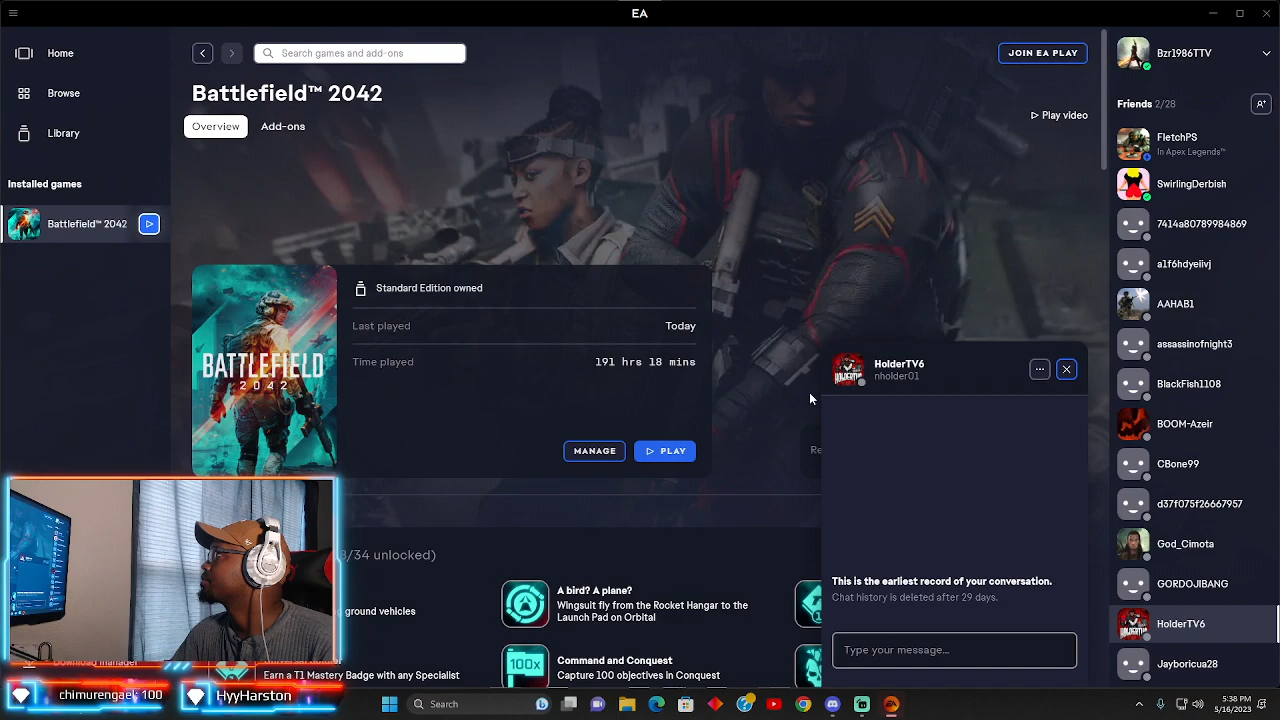 EA
Home
Browse
Library
Installed games
Battlefield™ 2042
Search games and add-ons
JOIN EA PLAY
Battlefield™ 2042
Overview
Add-ons
Play video
Standard Edition owned
Last played
Today
Time played
191 hrs 18 mins
MANAGE
PLAY
BATTLEFIELD
2042
/34 unlocked)
A bird? A plane?
Wingsuit fly from the Rocket Hangar to the
Launch Pad on Orbital
ground vehicles
100x
Command and Conquest
Capture 100 objectives in Conquest
Earn a T1 Mastery Badge with any Specialist
Download manager
HolderTV6
nholder01
This is the earliest record of your conversation.
Chat history is deleted after 29 days.
Type your message...
Bzr1986TTV
Friends 2/28
FletchPS
In Apex Legends™
SwirlingDerbish
7414a80789984869
a1f6hdyeiivj
AAHAB1
assassinofnight3
BlackFish1108
BOOM-Azeir
CBone392
d37f075f26667957
God_Cimota
GORDOJIBANG
HolderTV6
Jayborlou828
chimurengaek: 100
HyyHarston
Search
EA
5:38 PM
5/16/2023